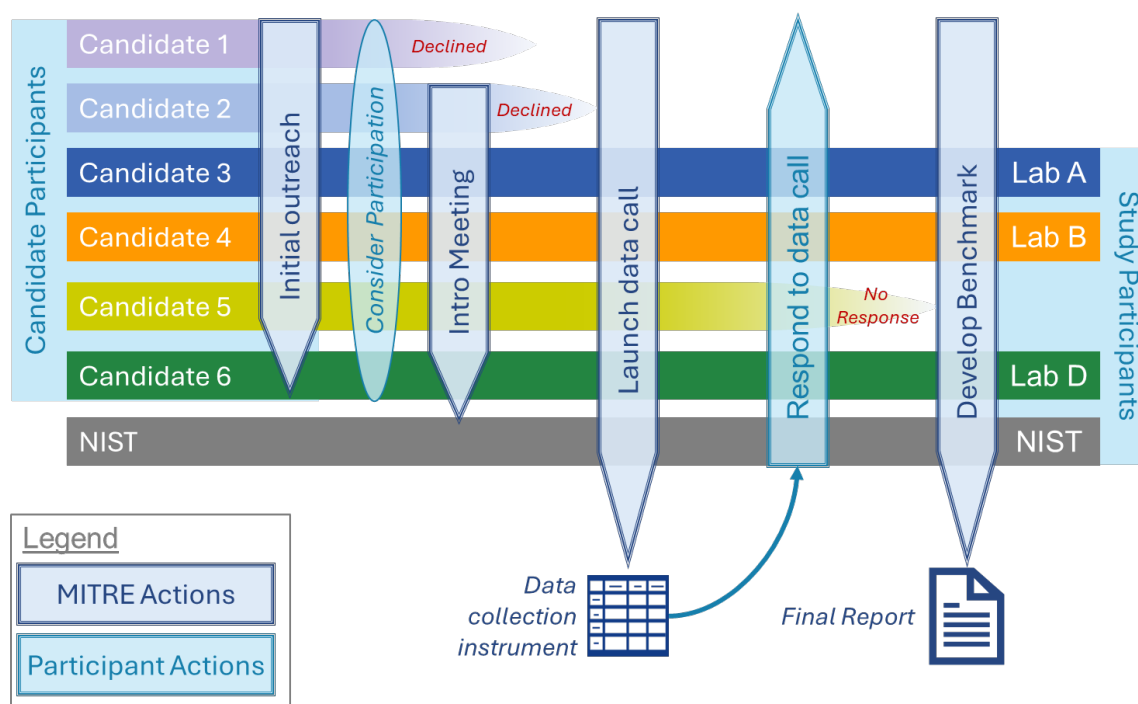 Candidate Participants
Candidate 1
Declined
Candidate 2
Declined
Candidate 3
Lab A
Candidate 4
Lab B
Candidate 5
No
Response
Candidate 6
Lab D
NIST
NIST
Initial outreach
Consider Participation
Intro Meeting
Launch data call
Respond to data call
Develop Benchmark
Study Participants
Data
collection
instrument
Final Report
Legend
MITRE Actions
Participant Actions